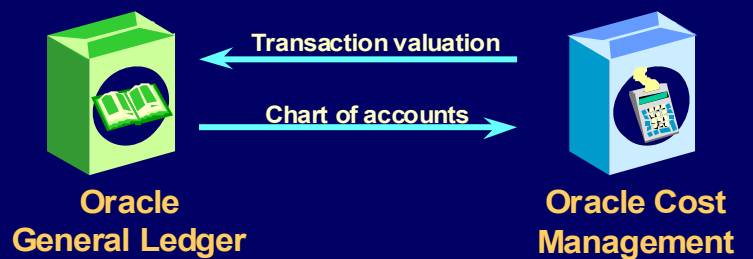 Transaction valuation
Chart of accounts
Oracle
General Ledger
Oracle Cost
Management